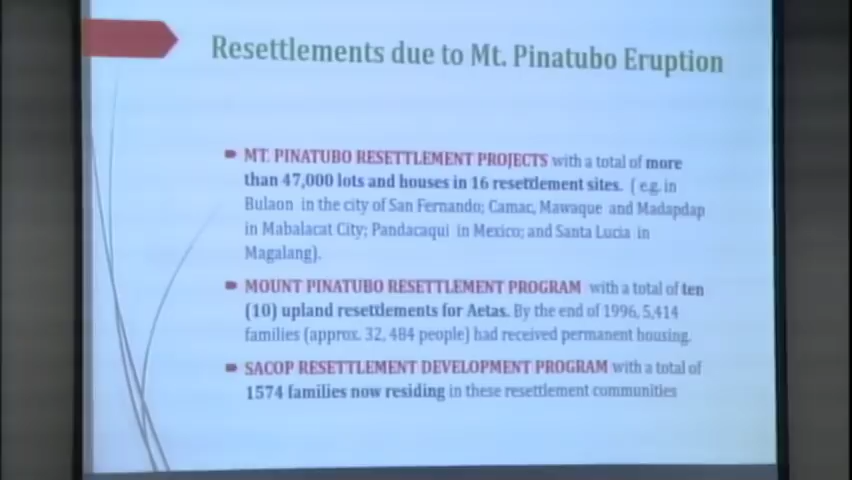 Resettlements due to Mt. Pinatubo Eruption
MT. PINATUBO RESETTLEMENT PROJECTS with a total of more
than 47,000 lots and houses in 16 resettlement sites. ( e.g. in
Bulaon in the city of San Fernando; Camac, Mawaque and Madapdap
in Mabalacat City; Pandacaqui in Mexico; and Santa Lucia in
Magalang).
MOUNT PINATUBO RESETTLEMENT PROGRAM with a total of ten
(10) upland resettlements for Aetas. By the end of 1996, 5,414
families (approx. 32, 484 people) had received permanent housing.
SACOP RESETTLEMENT DEVELOPMENT PROGRAM with a total of
1574 families now residing in these resettlement communities